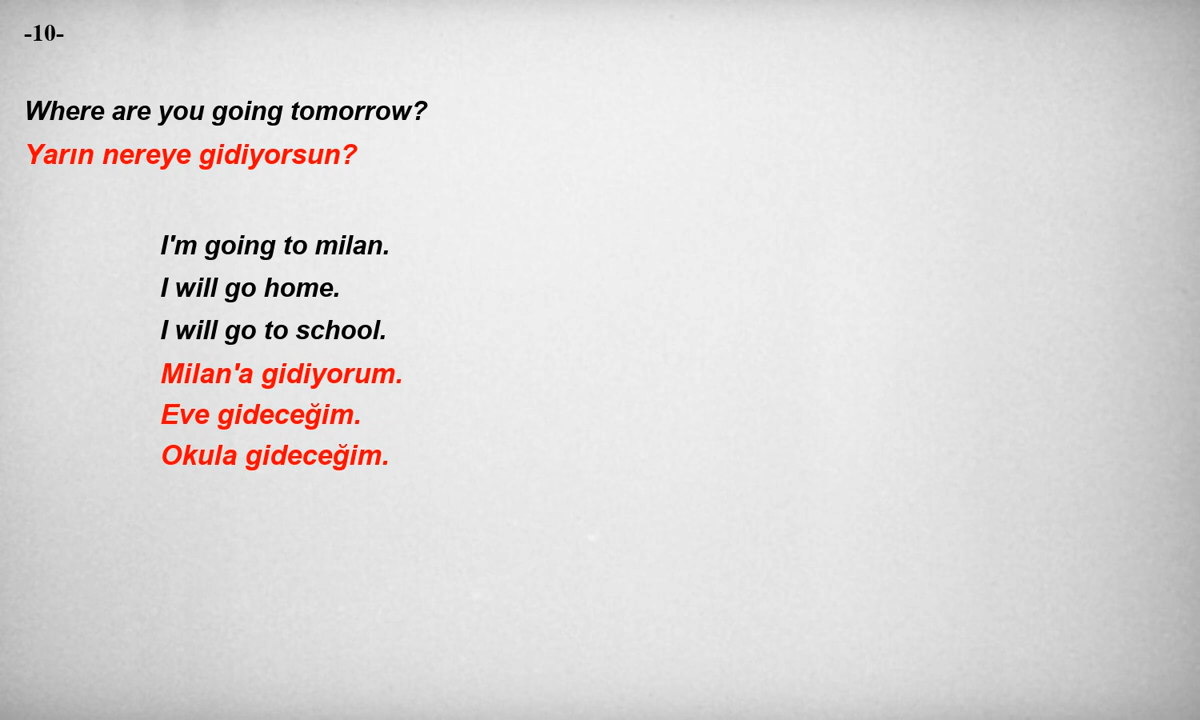 -10-
Where are you going tomorrow?
Yarın nereye gidiyorsun?
I'm going to milan.
I will go home.
I will go to school.
Milan'a gidiyorum.
Eve gideceğim.
Okula gideceğim.